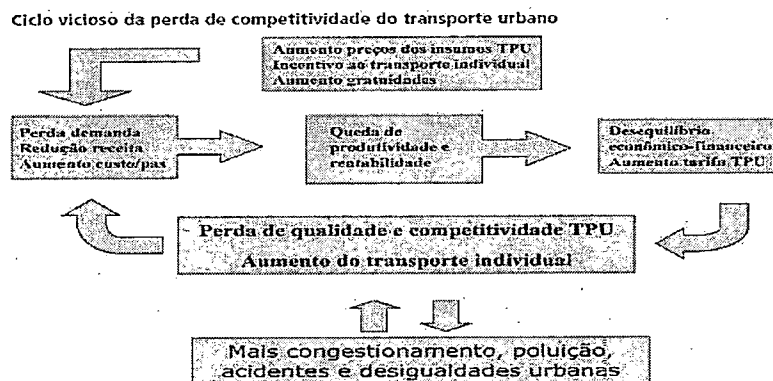 Ciclo vicioso da perda de competitividade do transporte urbano
Aumento preços dos insumos TPU
Incentivo ao transporte individual
Aumento gratuidades
Perda demanda
Redução receita
Aumento custo/pas
Queda de
produtividade e
rentabilidade
Desequilíbrio
econômico-financeiro
Aumento tarifa TPU
Perda de qualidade e competitividade TPU
Aumento do transporte individual
Mais congestionamento, poluição,
acidentes e desigualdades urbanas